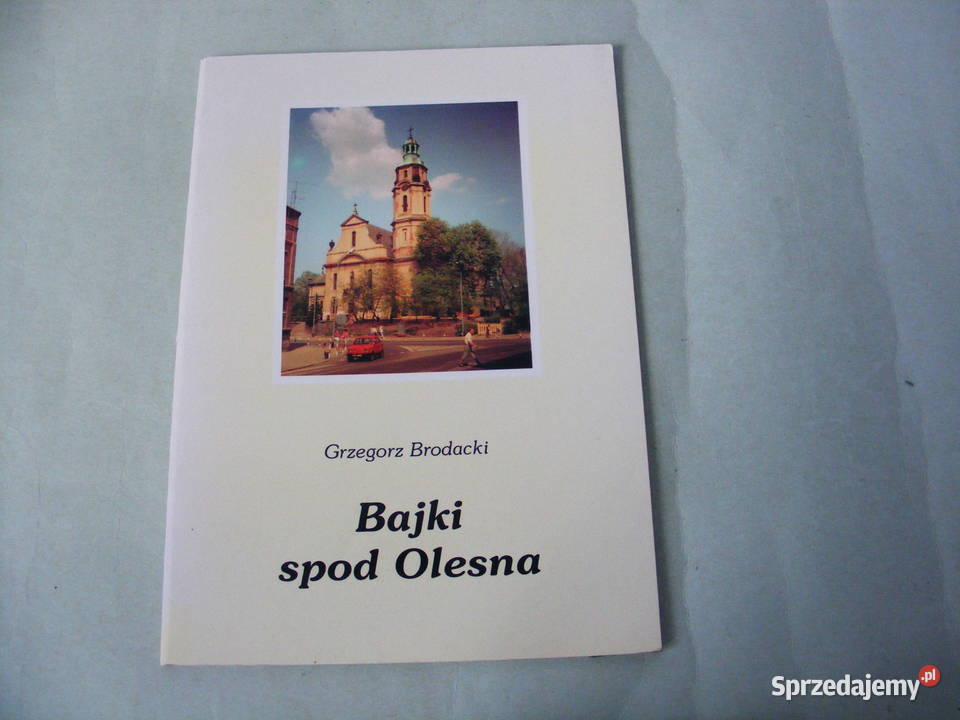 Grzegorz Brodacki
Bajki
spod Olesna
Sprzedajemy.pl